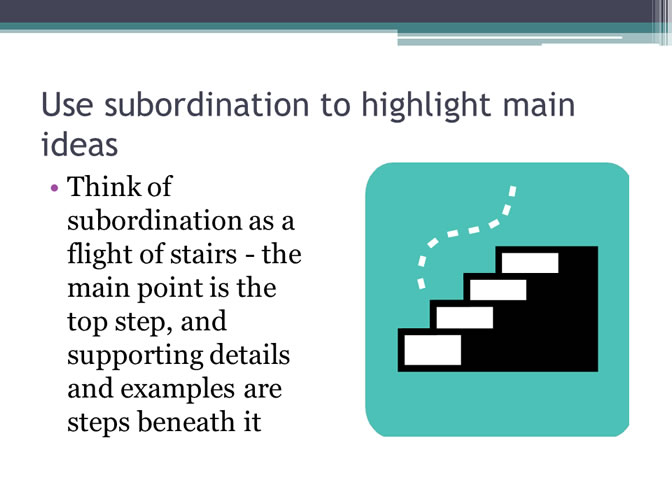 Use subordination to highlight main
ideas
• Think of
subordination as a
flight of stairs - the
main point is the
top step, and
supporting details
and examples are
steps beneath it